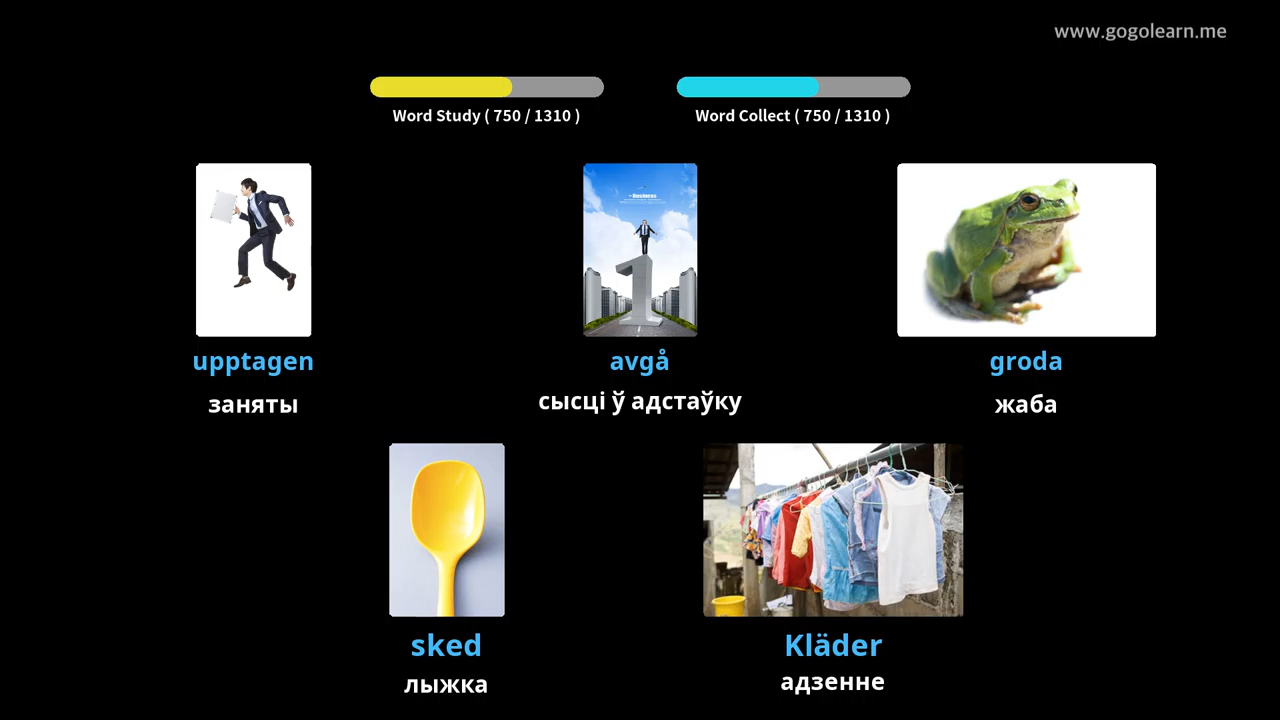 www.gogolearn.me
Word Study ( 750 / 1310 )
Word Collect ( 750 / 1310 )
Business
upptagen
avgå
groda
заняты
сысці ў адстаўку
жаба
sked
Kläder
лыжка
адзенне